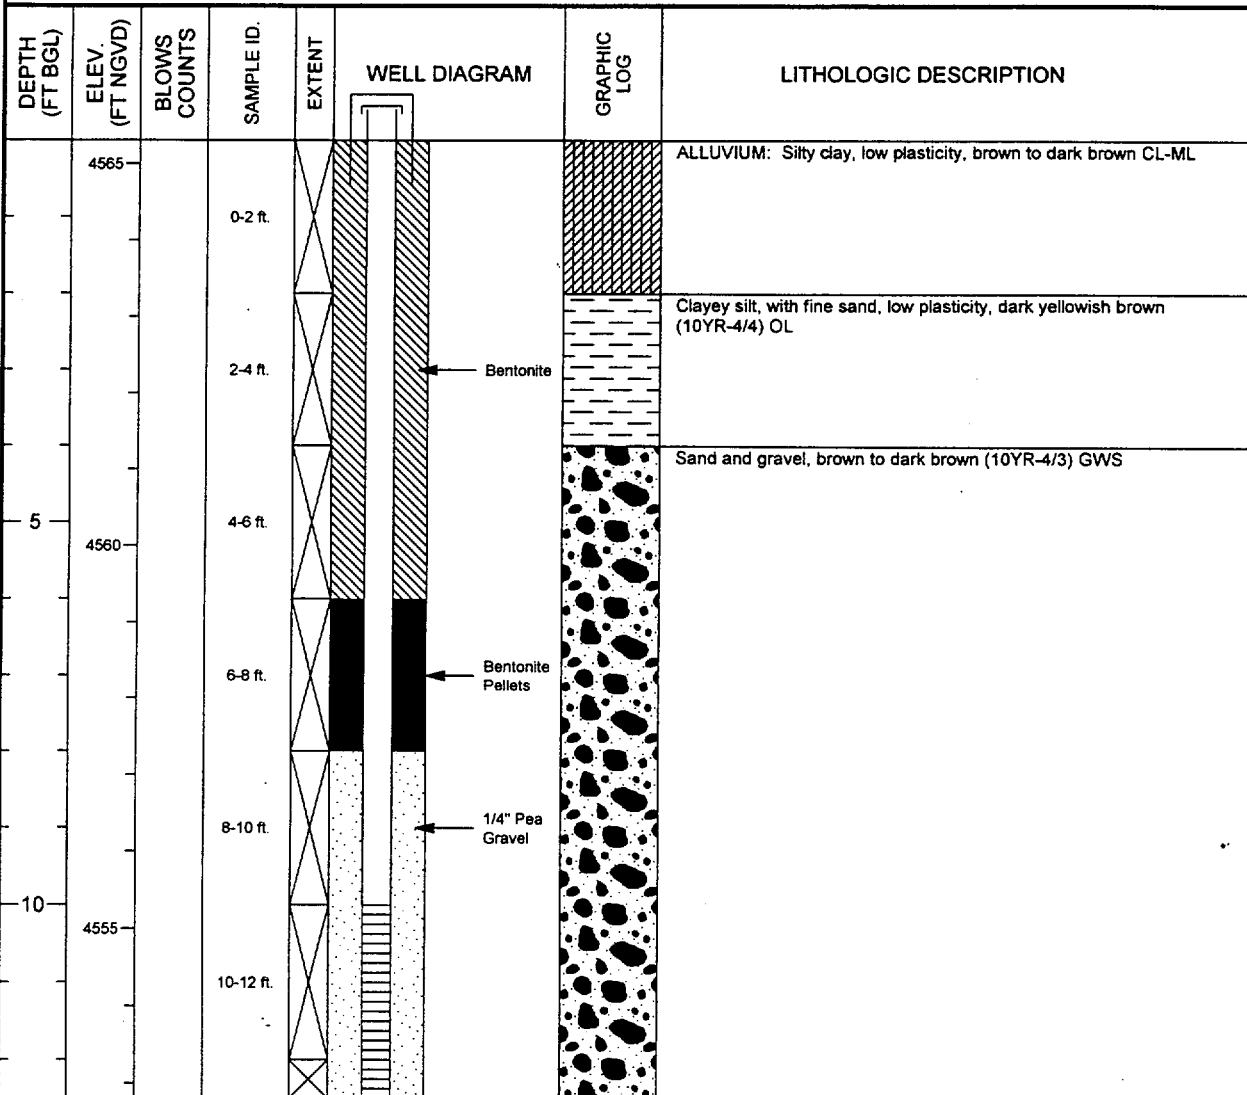 DEPTH
(FT BGL)
ELEV.
(FT NGVD)
BLOWS
COUNTS
SAMPLE ID.
EXTENT
WELL DIAGRAM
GRAPHIC
LOG
LITHOLOGIC DESCRIPTION
4565
ALLUVIUM: Silty clay, low plasticity, brown to dark brown CL-ML
0-2 ft.
Clayey silt, with fine sand, low plasticity, dark yellowish brown
(10YR-4/4) OL
2-4 ft.
Bentonite
Sand and gravel, brown to dark brown (10YR-4/3) GWS
5
4-6 ft.
4560
6-8 ft.
Bentonite
Pellets
8-10 ft.
1/4" Pea
Gravel
10
4555
10-12 ft.